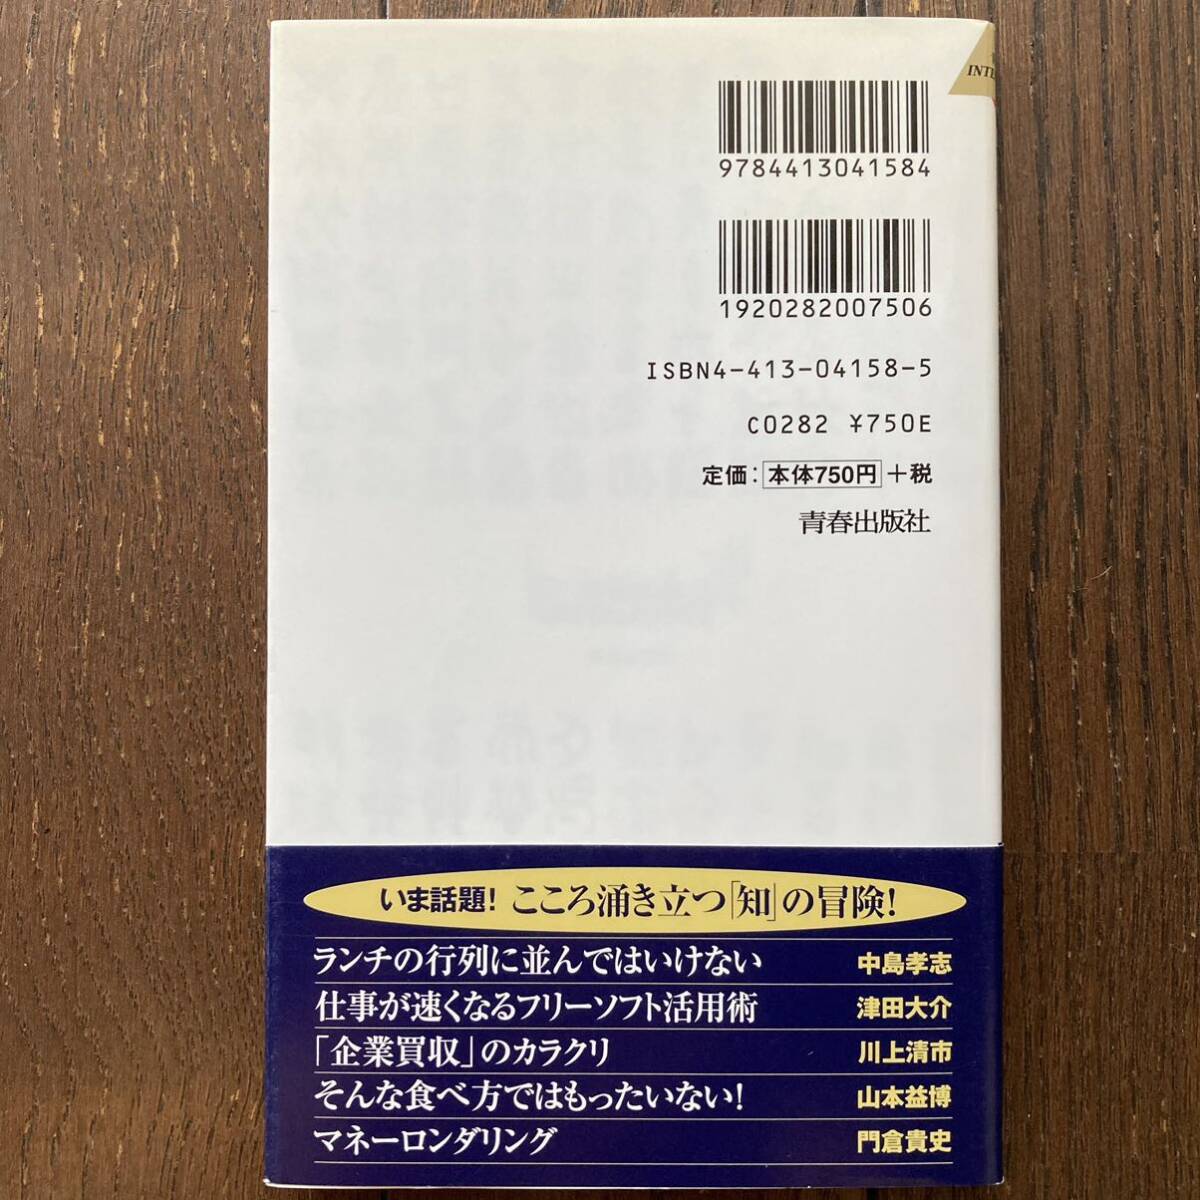 INTE
9784413041584
1920282007506
ISBN4-413-04158-5
C0282 ¥750E
定価：本体750円＋税
青春出版社
いま話題！ こころ涌き立つ「知」の冒険！
ランチの行列に並んではいけない 中島孝志
仕事が速くなるフリーソフト活用術 津田大介
「企業買収」のカラクリ 川上清市
そんな食べ方ではもったいない！ 山本益博
マネーロンダリング 門倉貴史